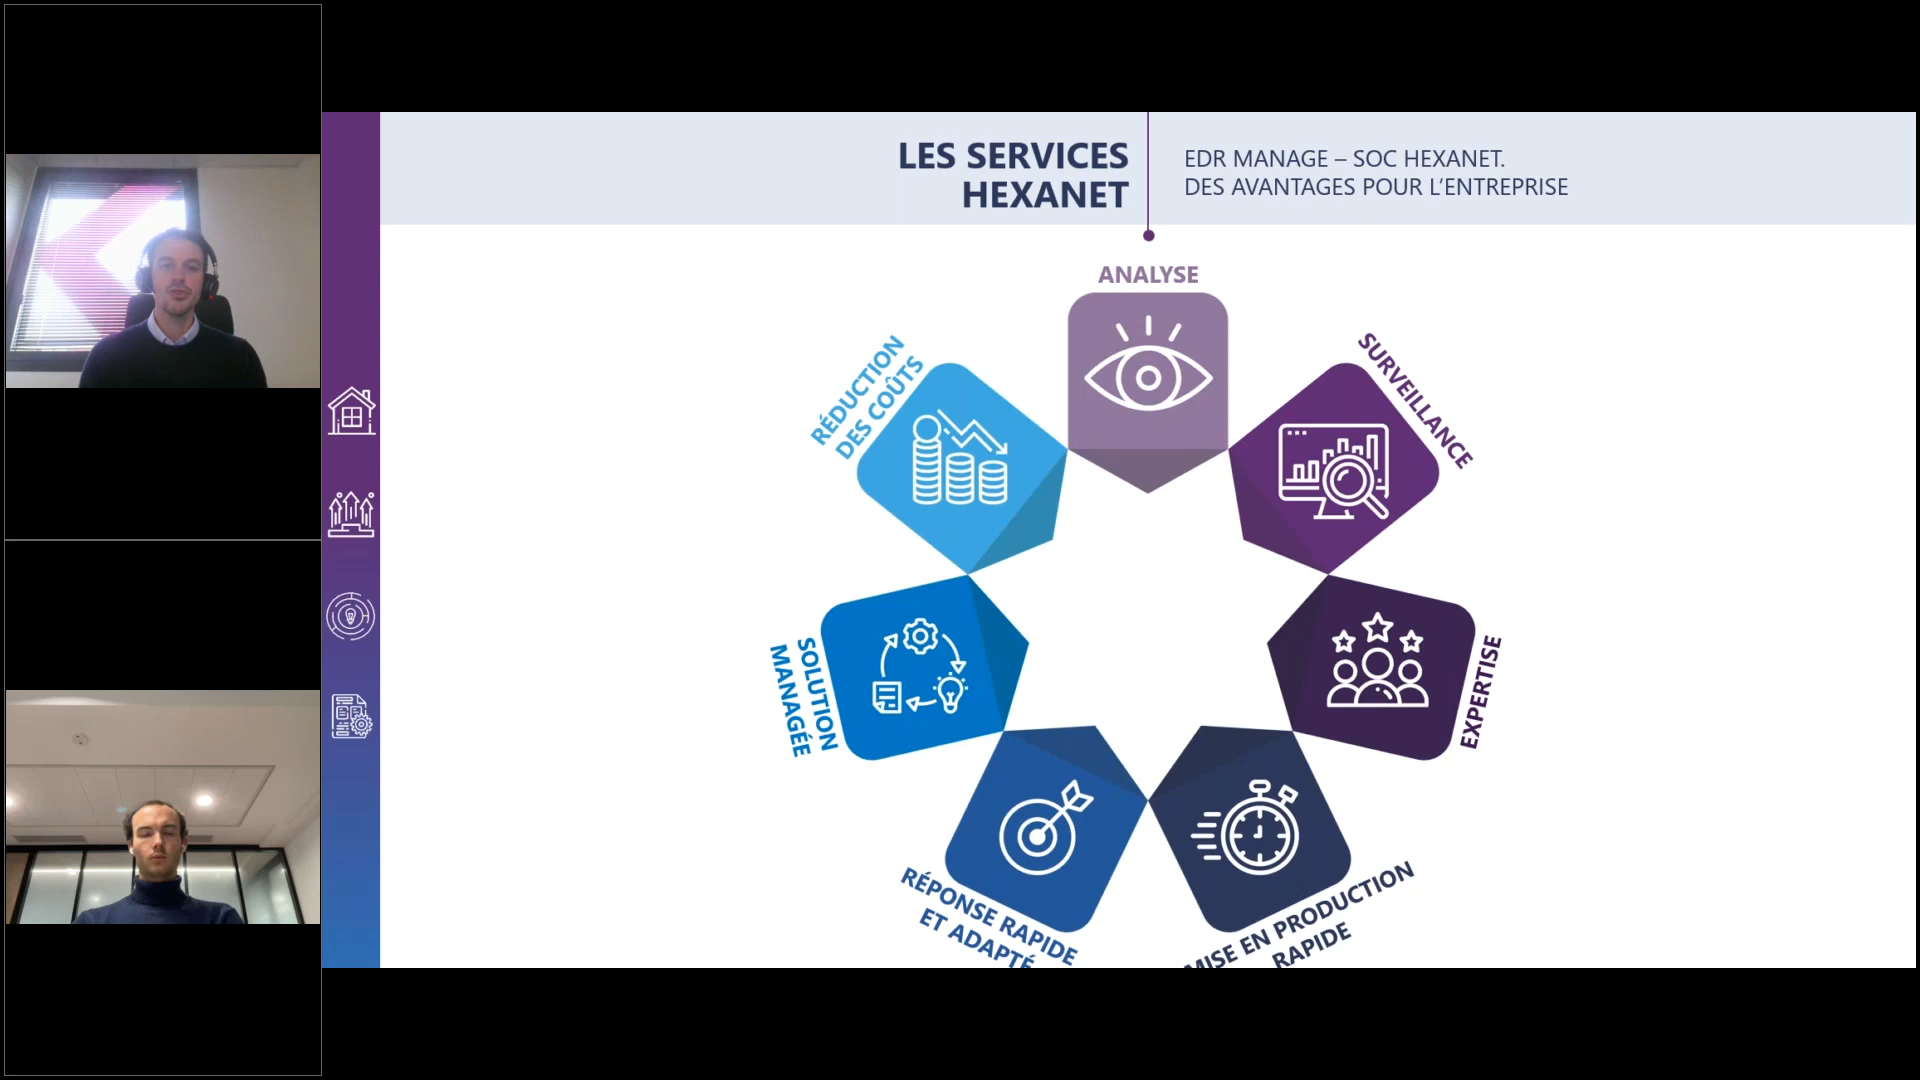 LES SERVICES
HEXANET
EDR MANAGE – SOC HEXANET.
DES AVANTAGES POUR L'ENTREPRISE
ANALYSE
SURVEILLANCE
EXPERTISE
MISE EN PRODUCTION
RAPIDE
RÉPONSE RAPIDE
ET ADAPTÉ
SOLUTION
MANAGÉE
RÉDUCTION
DES COÛTS